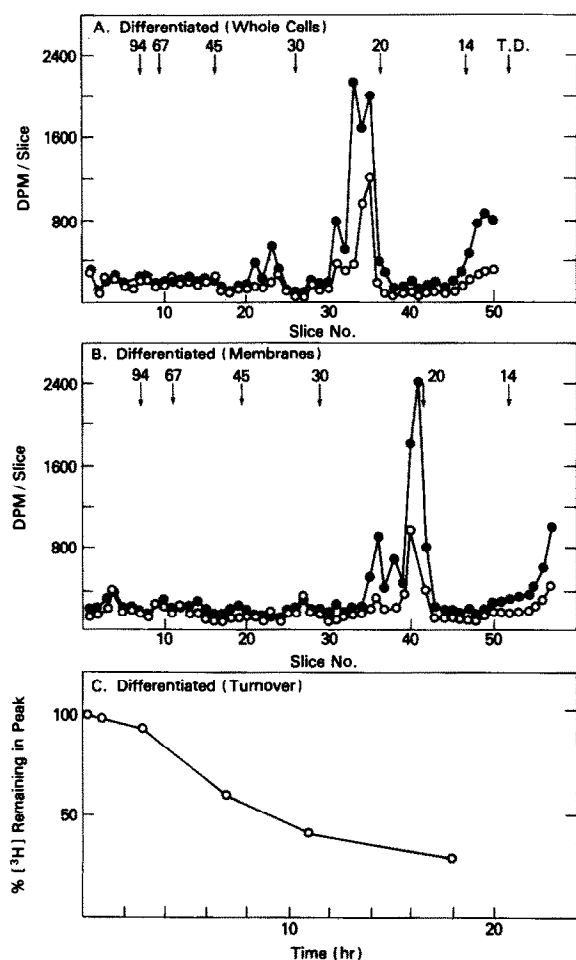 A. Differentiated (Whole Cells)
94 67 45 30 20 14 T.D.
2400
1600
800
DPM / Slice
10 20 30 40 50
Slice No.
B. Differentiated (Membranes)
94 67 45 30 20 14
2400
1600
800
DPM / Slice
10 20 30 40 50
Slice No.
C. Differentiated (Turnover)
100
50
% [³H] Remaining in Peak
10 20
Time (hr)